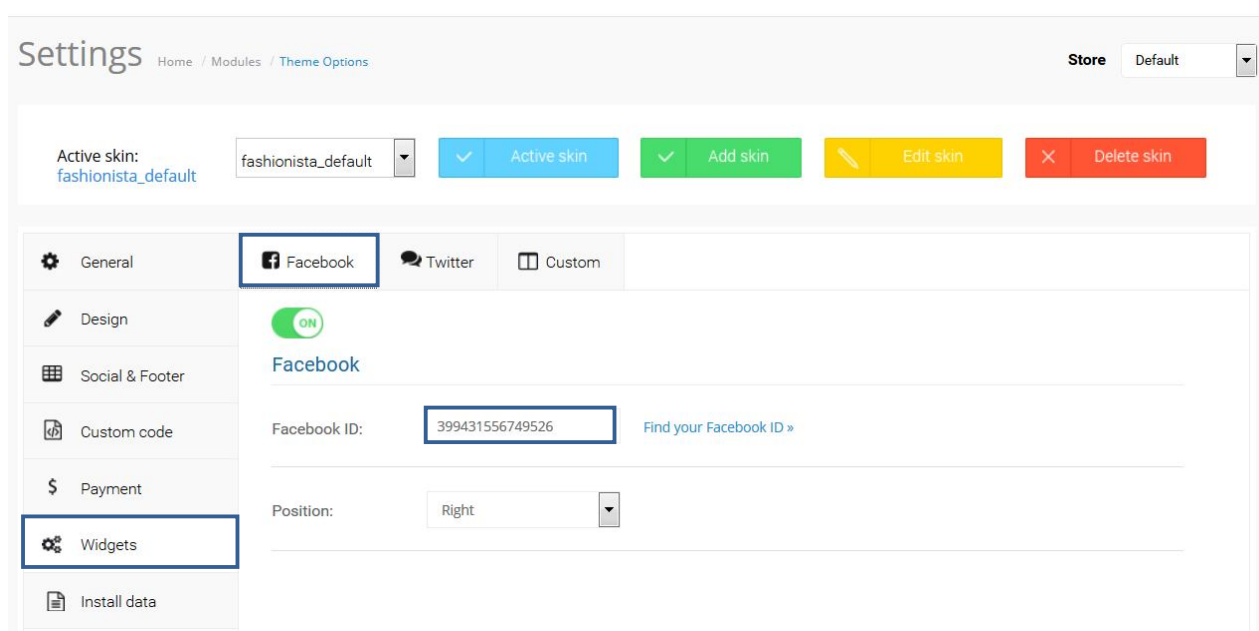 Settings Home / Modules / Theme Options
Store Default
Active skin:
fashionista_default
fashionista_default
Active skin
Add skin
Edit skin
Delete skin
General
Design
Social & Footer
Custom code
Payment
Widgets
Install data
Facebook
Twitter
Custom
ON
Facebook
Facebook ID: 399431556749526 Find your Facebook ID »
Position: Right